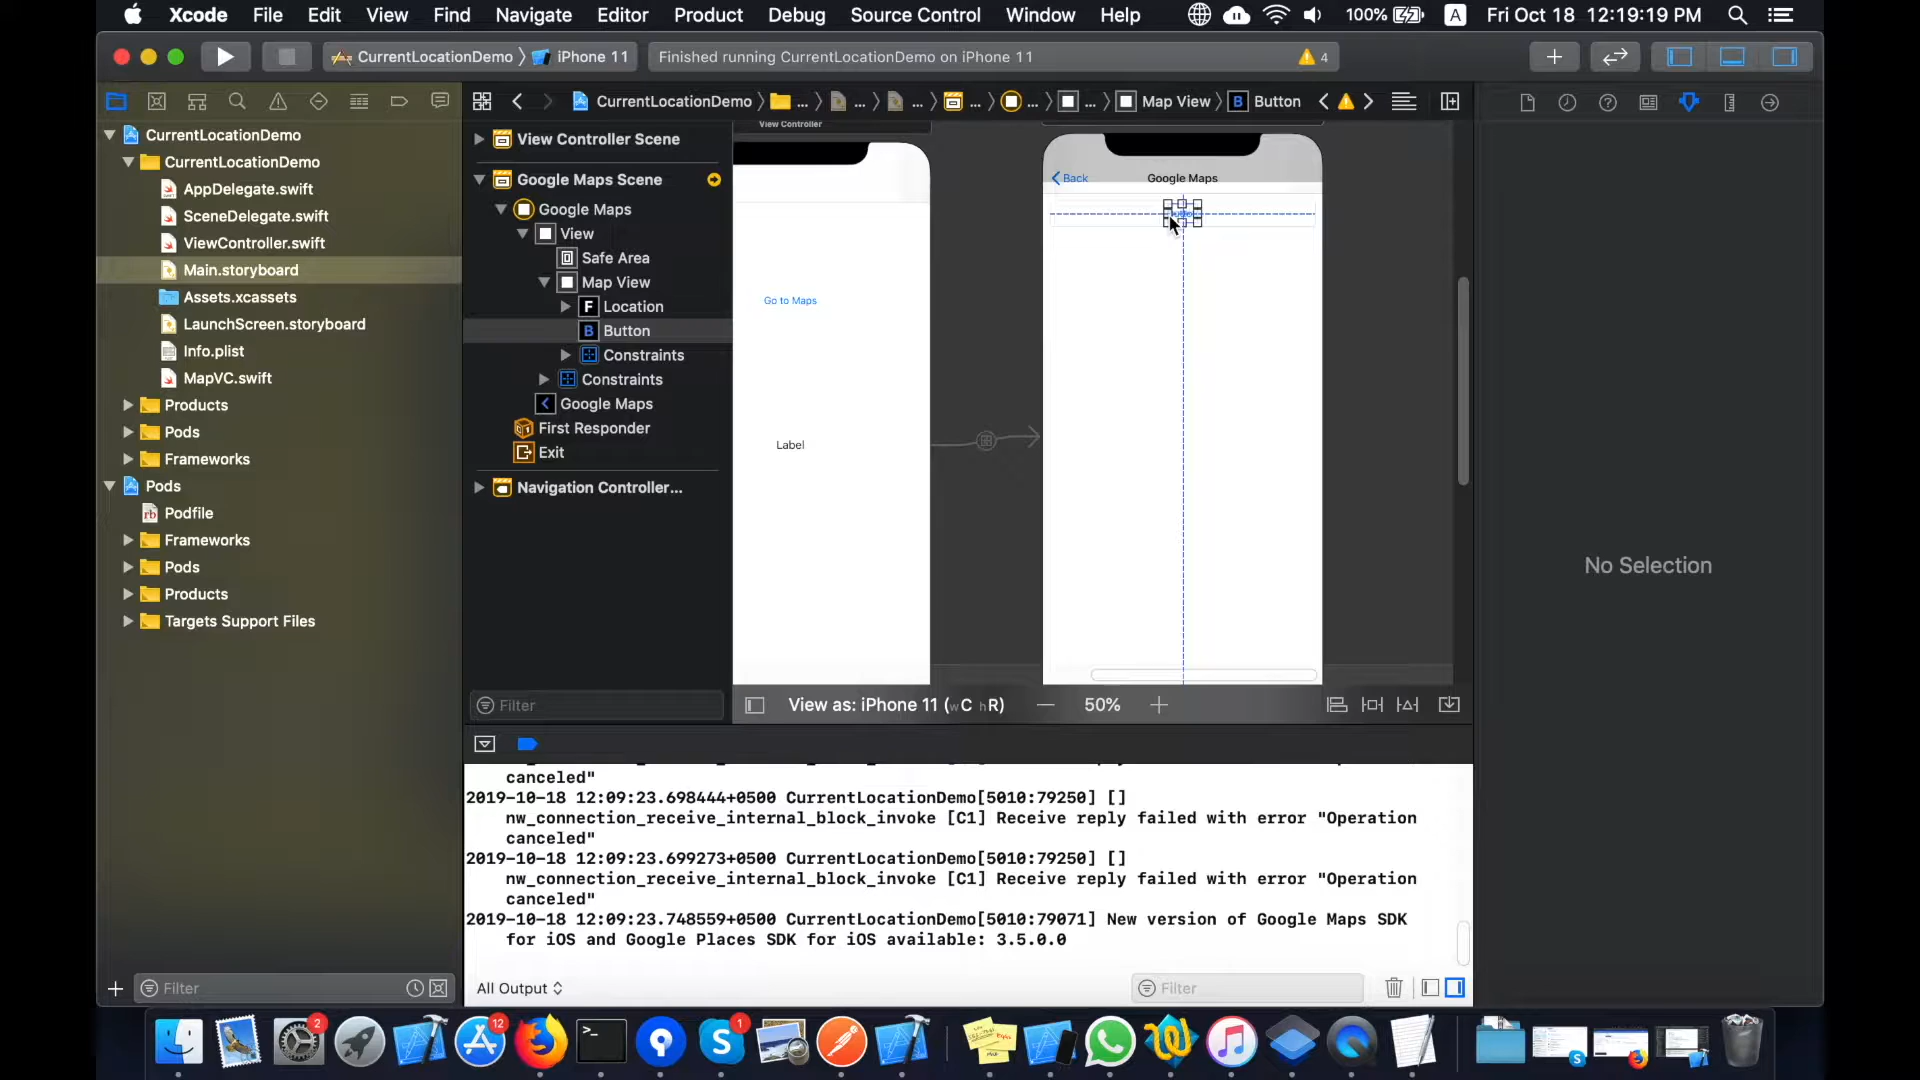 Xcode File Edit View Find Navigate Editor Product Debug Source Control Window Help 100% A Fri Oct 18 12:19:19 PM
CurrentLocationDemo iPhone 11 Finished running CurrentLocationDemo on iPhone 11 4
CurrentLocationDemo ... ... ... ... ... ... Map View B Button
CurrentLocationDemo
CurrentLocationDemo
AppDelegate.swift
SceneDelegate.swift
ViewController.swift
Main.storyboard
Assets.xcassets
LaunchScreen.storyboard
Info.plist
MapVC.swift
Products
Pods
Frameworks
Pods
rb Podfile
Frameworks
Pods
Products
Targets Support Files
Filter
View Controller Scene
Google Maps Scene
Google Maps
View
Safe Area
Map View
F Location
B Button
Constraints
Constraints
Google Maps
First Responder
Exit
Navigation Controller...
Filter
View Controller
Go to Maps
Label
Back Google Maps
View as: iPhone 11 (wC hR) 50%
No Selection
canceled"
2019-10-18 12:09:23.698444+0500 CurrentLocationDemo[5010:79250] []
nw_connection_receive_internal_block_invoke [C1] Receive reply failed with error "Operation
canceled"
2019-10-18 12:09:23.699273+0500 CurrentLocationDemo[5010:79250] []
nw_connection_receive_internal_block_invoke [C1] Receive reply failed with error "Operation
canceled"
2019-10-18 12:09:23.748559+0500 CurrentLocationDemo[5010:79071] New version of Google Maps SDK
for iOS and Google Places SDK for iOS available: 3.5.0.0
All Output Filter
2 12 1